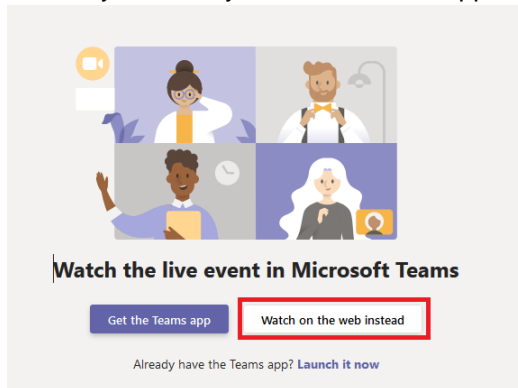 Watch the live event in Microsoft Teams
Get the Teams app
Watch on the web instead
Already have the Teams app? Launch it now